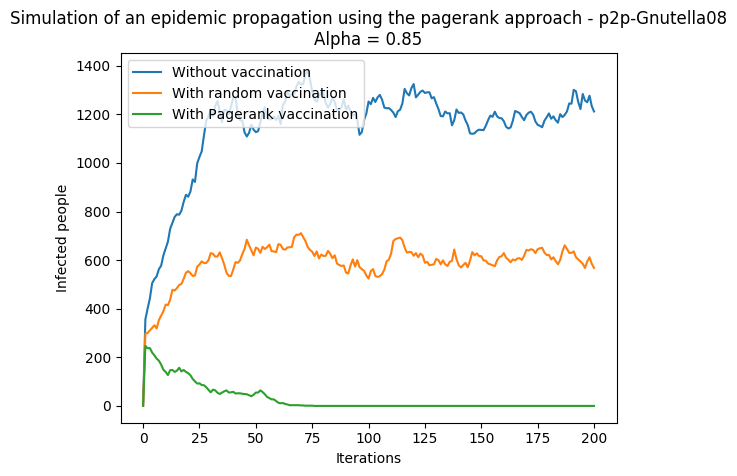 Simulation of an epidemic propagation using the pagerank approach - p2p-Gnutella08
Alpha = 0.85
Without vaccination
With random vaccination
With Pagerank vaccination
1400
1200
1000
800
600
400
200
0
Infected people
0 25 50 75 100 125 150 175 200
Iterations